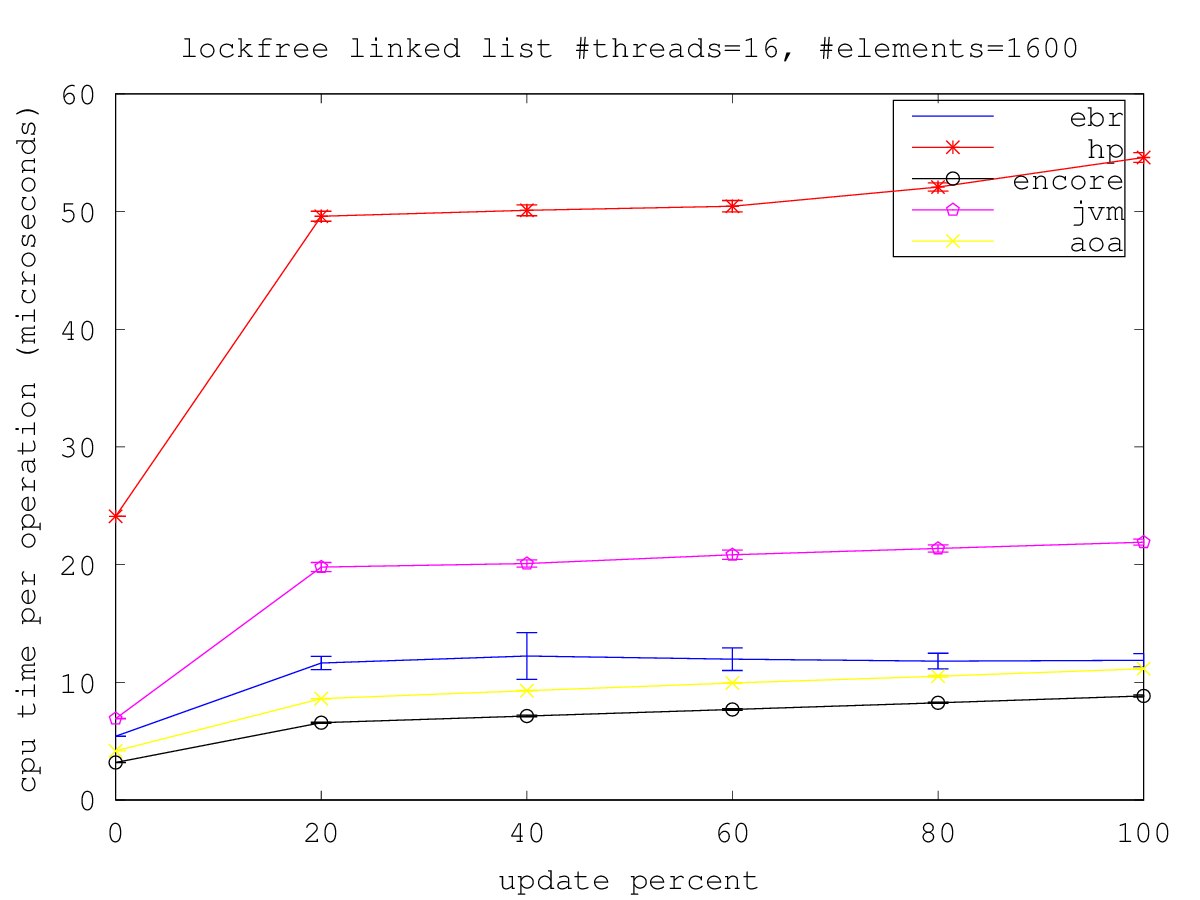 lockfree linked list #threads=16, #elements=1600
60
50
40
30
20
10
0
cpu time per operation (microseconds)
ebr
hp
encore
jvm
aoa
0 20 40 60 80 100
update percent